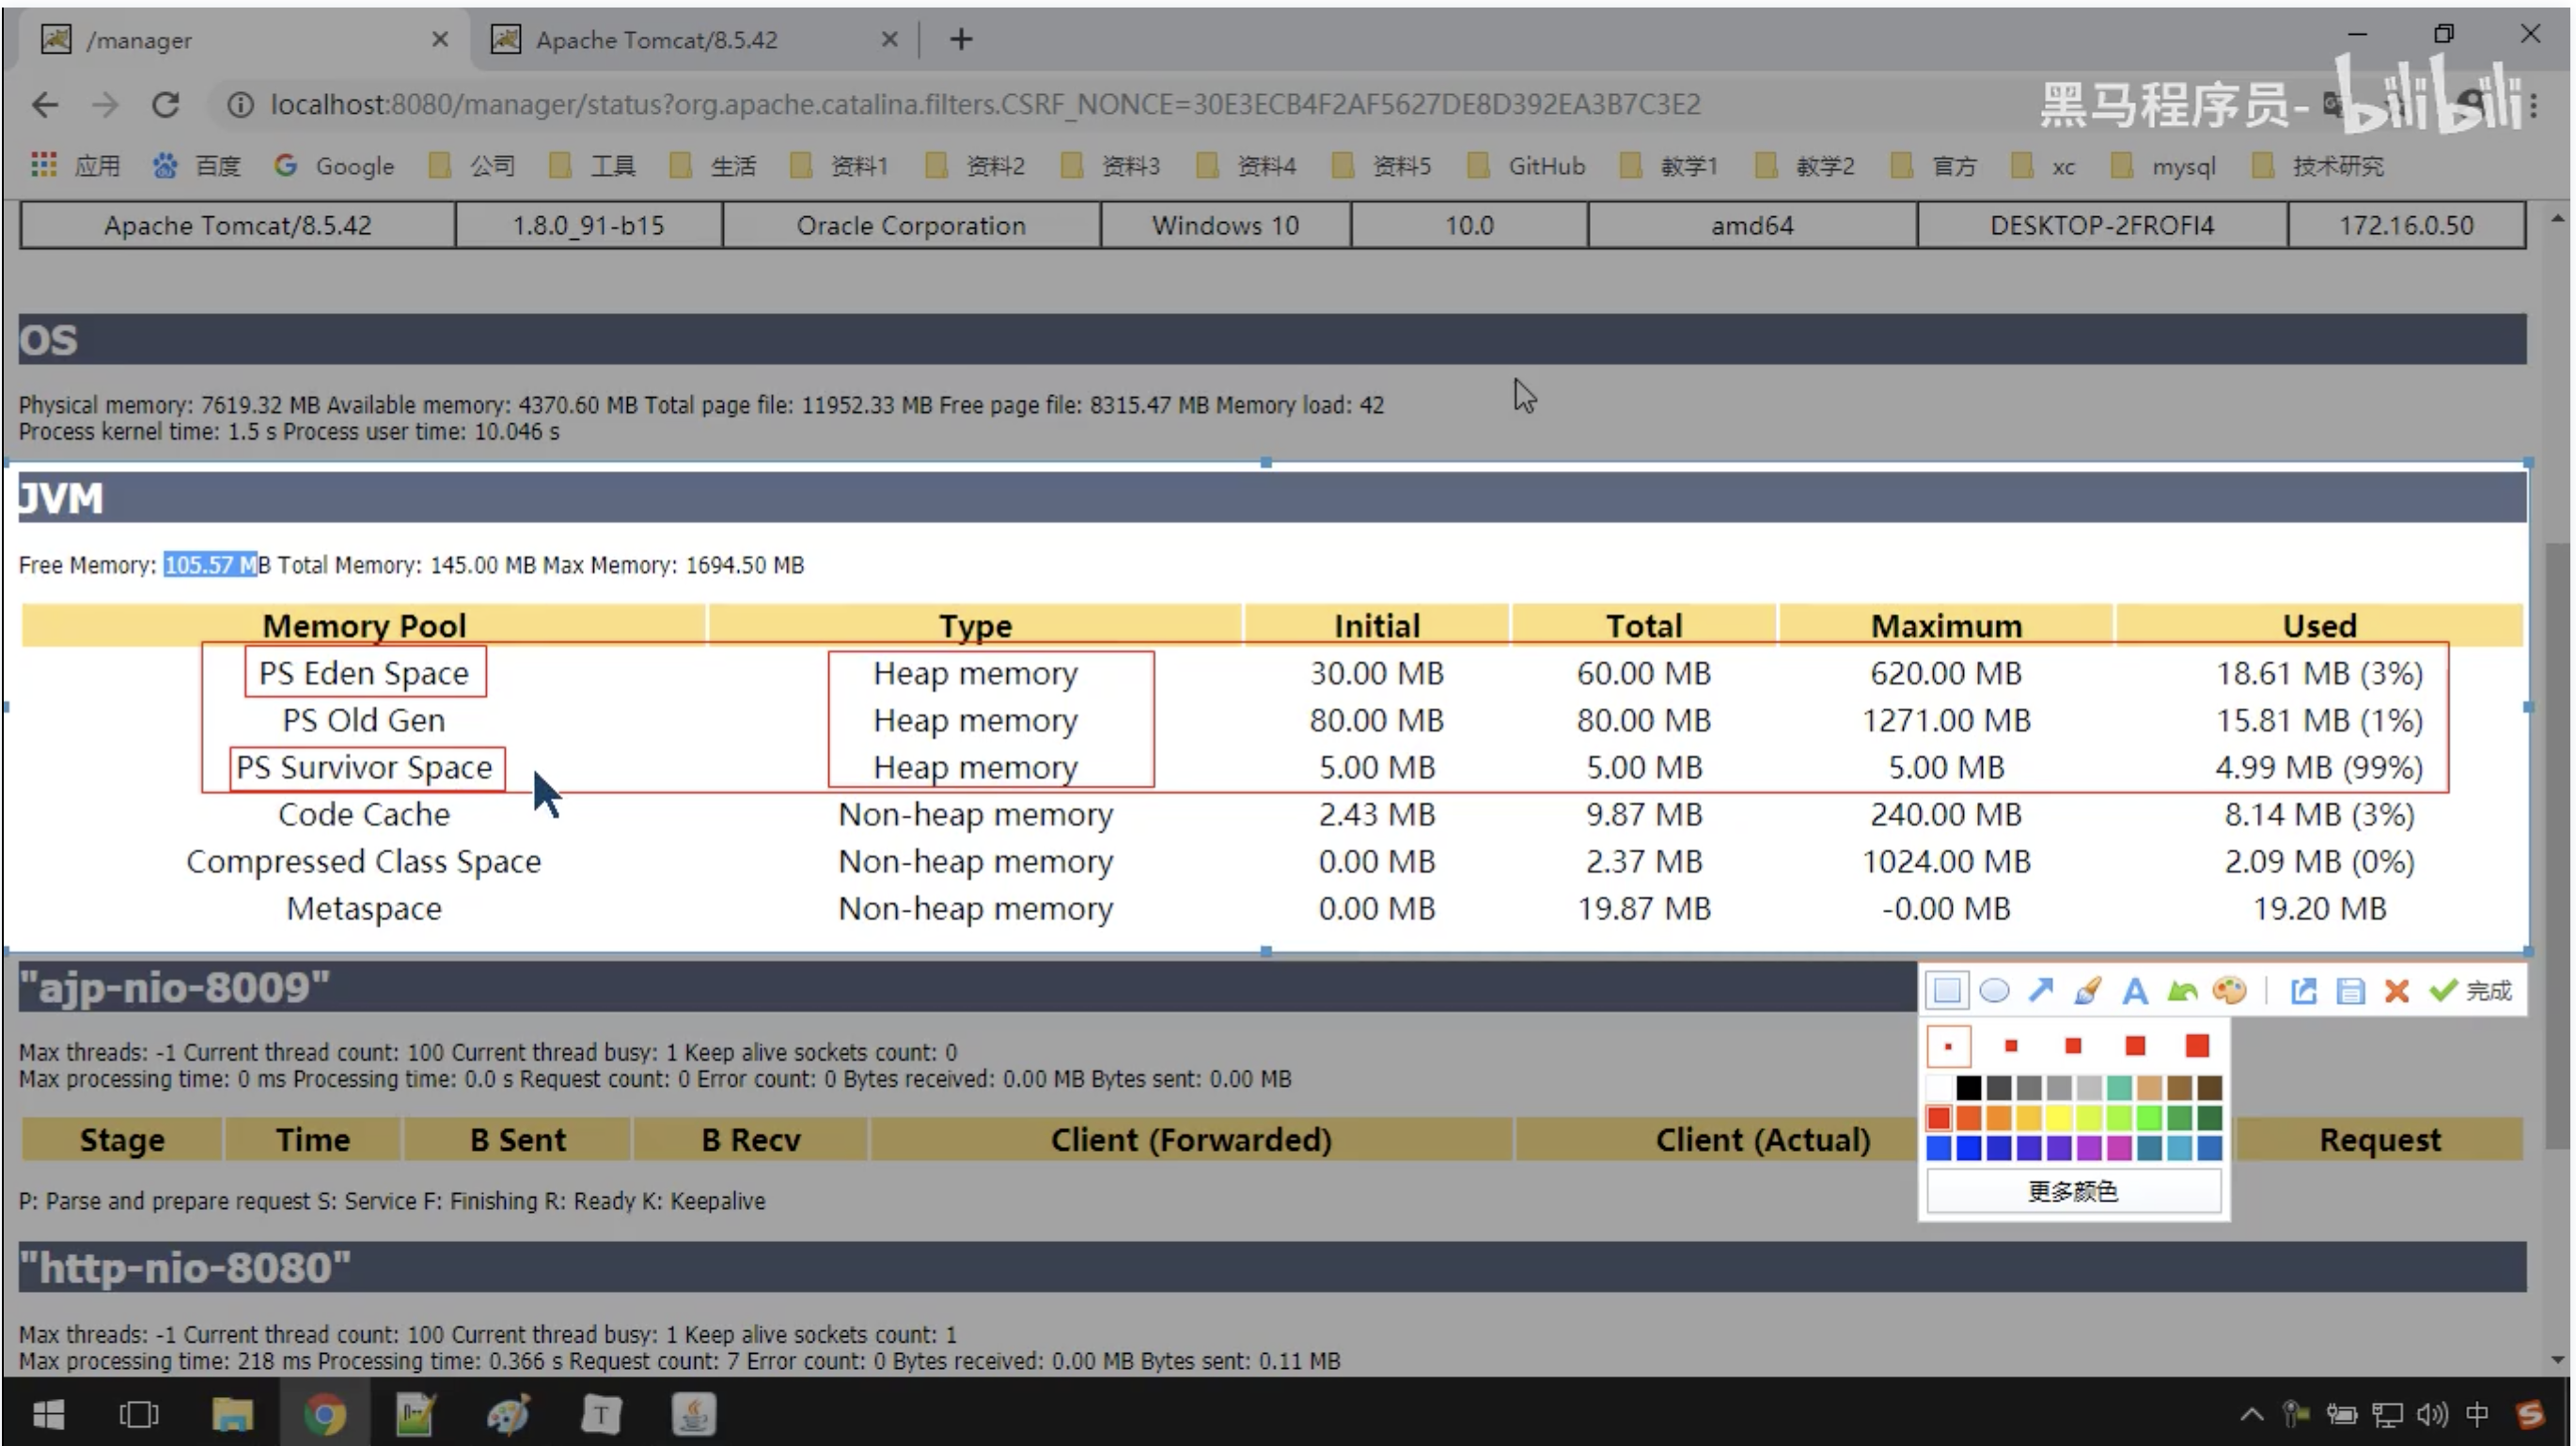 /manager
Apache Tomcat/8.5.42
localhost:8080/manager/status?org.apache.catalina.filters.CSRF_NONCE=30E3ECB4F2AF5627DE8D392EA3B7C3E2
黑马程序员- bilibili
应用 百度 Google 公司 工具 生活 资料1 资料2 资料3 资料4 资料5 GitHub 教学1 教学2 官方 xc mysql 技术研究
Apache Tomcat/8.5.42 1.8.0_91-b15 Oracle Corporation Windows 10 10.0 amd64 DESKTOP-2FROFI4 172.16.0.50
OS
Physical memory: 7619.32 MB Available memory: 4370.60 MB Total page file: 11952.33 MB Free page file: 8315.47 MB Memory load: 42
Process kernel time: 1.5 s Process user time: 10.046 s
JVM
Free Memory: 105.57 MB Total Memory: 145.00 MB Max Memory: 1694.50 MB
Memory Pool Type Initial Total Maximum Used
PS Eden Space Heap memory 30.00 MB 60.00 MB 620.00 MB 18.61 MB (3%)
PS Old Gen Heap memory 80.00 MB 80.00 MB 1271.00 MB 15.81 MB (1%)
PS Survivor Space Heap memory 5.00 MB 5.00 MB 5.00 MB 4.99 MB (99%)
Code Cache Non-heap memory 2.43 MB 9.87 MB 240.00 MB 8.14 MB (3%)
Compressed Class Space Non-heap memory 0.00 MB 2.37 MB 1024.00 MB 2.09 MB (0%)
Metaspace Non-heap memory 0.00 MB 19.87 MB -0.00 MB 19.20 MB
"ajp-nio-8009"
完成
Max threads: -1 Current thread count: 100 Current thread busy: 1 Keep alive sockets count: 0
Max processing time: 0 ms Processing time: 0.0 s Request count: 0 Error count: 0 Bytes received: 0.00 MB Bytes sent: 0.00 MB
Stage Time B Sent B Recv Client (Forwarded) Client (Actual) Request
更多颜色
P: Parse and prepare request S: Service F: Finishing R: Ready K: Keepalive
"http-nio-8080"
Max threads: -1 Current thread count: 100 Current thread busy: 1 Keep alive sockets count: 1
Max processing time: 218 ms Processing time: 0.366 s Request count: 7 Error count: 0 Bytes received: 0.00 MB Bytes sent: 0.11 MB
中